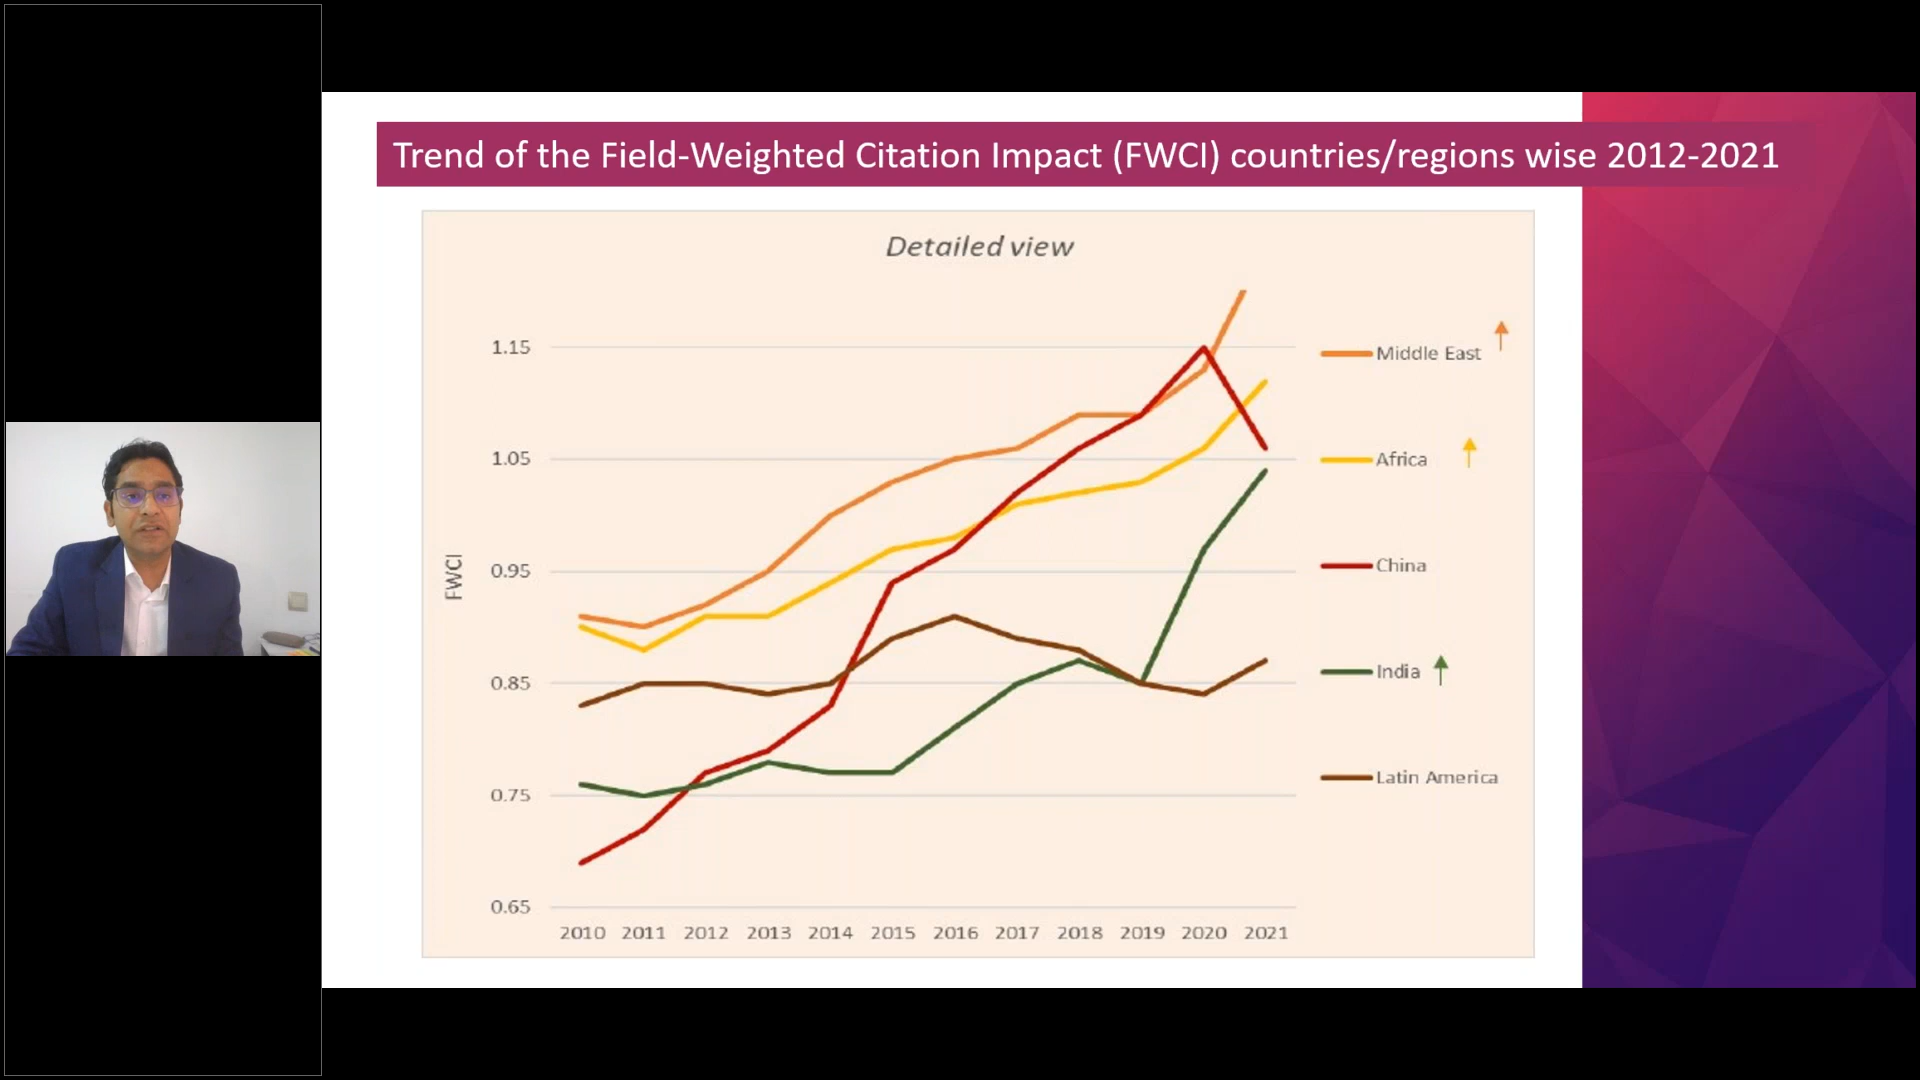 Trend of the Field-Weighted Citation Impact (FWCI) countries/regions wise 2012-2021
Detailed view
1.15
1.05
0.95
0.85
0.75
0.65
FWCI
2010 2011 2012 2013 2014 2015 2016 2017 2018 2019 2020 2021
Middle East
Africa
China
India
Latin America